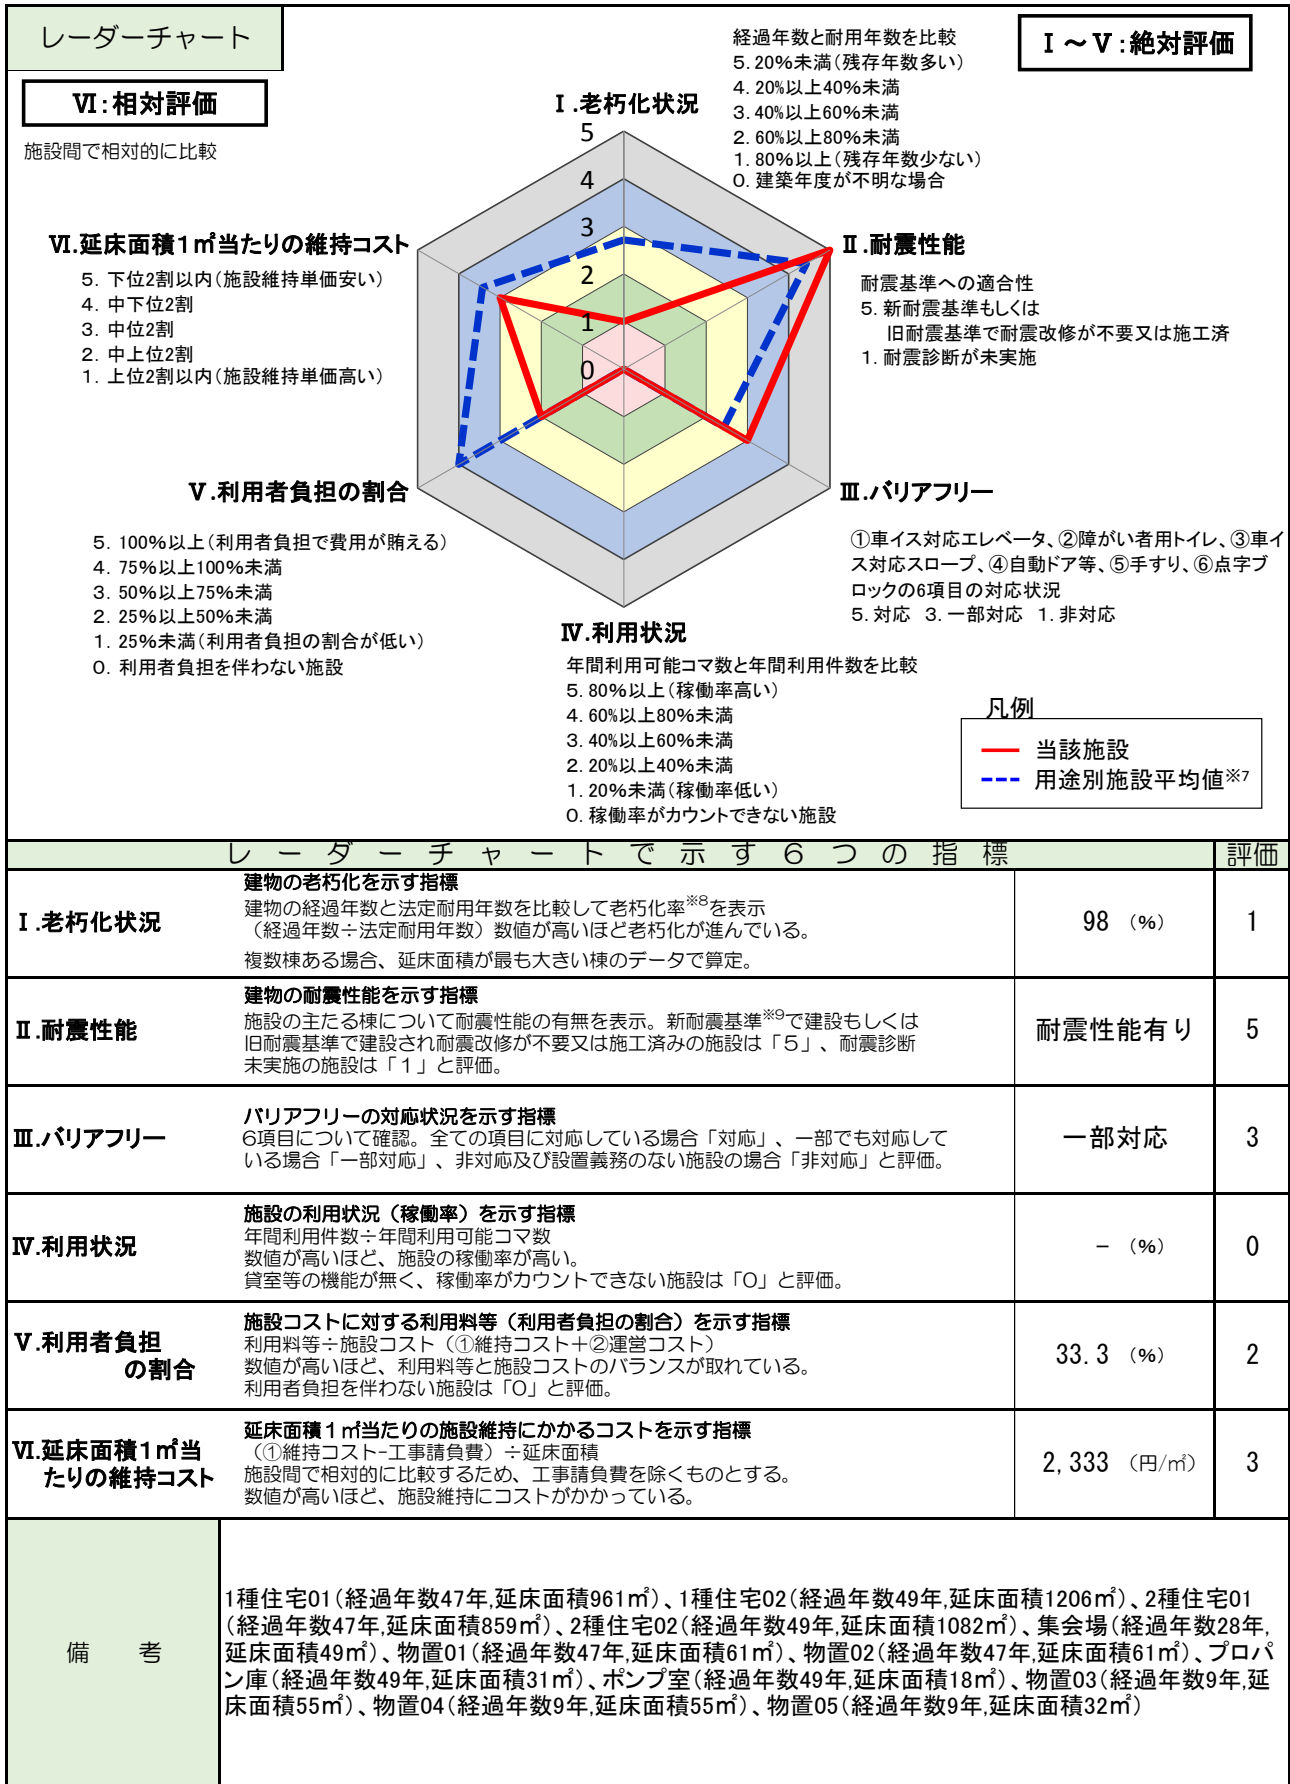 レーダーチャート
Ⅰ～Ⅴ：絶対評価
Ⅵ：相対評価
施設間で相対的に比較
経過年数と耐用年数を比較
5．20%未満（残存年数多い）
4．20%以上40%未満
3．40%以上60%未満
2．60%以上80%未満
1．80%以上（残存年数少ない）
0．建築年度が不明な場合
Ⅰ.老朽化状況
5
4
3
2
1
0
Ⅱ.耐震性能
耐震基準への適合性
5．新耐震基準もしくは
旧耐震基準で耐震改修が不要又は施工済
1．耐震診断が未実施
Ⅵ.延床面積1㎡当たりの維持コスト
5．下位2割以内（施設維持単価安い）
4．中下位2割
3．中位2割
2．中上位2割
1．上位2割以内（施設維持単価高い）
Ⅴ.利用者負担の割合
5．100%以上（利用者負担で費用が賄える）
4．75%以上100%未満
3．50%以上75%未満
2．25%以上50%未満
1．25%未満（利用者負担の割合が低い）
0．利用者負担を伴わない施設
Ⅲ.バリアフリー
①車イス対応エレベータ、②障がい者用トイレ、③車イ
ス対応スロープ、④自動ドア等、⑤手すり、⑥点字ブ
ロックの6項目の対応状況
5．対応 3．一部対応 1．非対応
Ⅳ.利用状況
年間利用可能コマ数と年間利用件数を比較
5．80%以上（稼働率高い）
4．60%以上80%未満
3．40%以上60%未満
2．20%以上40%未満
1．20%未満（稼働率低い）
0．稼働率がカウントできない施設
凡例
当該施設
用途別施設平均値※7
レーダーチャートで示す６つの指標 評価
Ⅰ.老朽化状況
建物の老朽化を示す指標
建物の経過年数と法定耐用年数を比較して老朽化率※8を表示
（経過年数÷法定耐用年数）数値が高いほど老朽化が進んでいる。
複数棟ある場合、延床面積が最も大きい棟のデータで算定。
98 （%） 1
Ⅱ.耐震性能
建物の耐震性能を示す指標
施設の主たる棟について耐震性能の有無を表示。新耐震基準※9で建設もしくは
旧耐震基準で建設され耐震改修が不要又は施工済みの施設は「５」、耐震診断
未実施の施設は「１」と評価。
耐震性能有り 5
Ⅲ.バリアフリー
バリアフリーの対応状況を示す指標
6項目について確認。全ての項目に対応している場合「対応」、一部でも対応して
いる場合「一部対応」、非対応及び設置義務のない施設の場合「非対応」と評価。
一部対応 3
Ⅳ.利用状況
施設の利用状況（稼働率）を示す指標
年間利用件数÷年間利用可能コマ数
数値が高いほど、施設の稼働率が高い。
貸室等の機能が無く、稼働率がカウントできない施設は「０」と評価。
－ （%） 0
Ⅴ.利用者負担
の割合
施設コストに対する利用料等（利用者負担の割合）を示す指標
利用料等÷施設コスト（①維持コスト＋②運営コスト）
数値が高いほど、利用料等と施設コストのバランスが取れている。
利用者負担を伴わない施設は「０」と評価。
33.3 （%） 2
Ⅵ.延床面積1㎡当
たりの維持コスト
延床面積１㎡当たりの施設維持にかかるコストを示す指標
（①維持コスト-工事請負費）÷延床面積
施設間で相対的に比較するため、工事請負費を除くものとする。
数値が高いほど、施設維持にコストがかかっている。
2,333 （円/㎡） 3
備 考
1種住宅01（経過年数47年,延床面積961㎡）、1種住宅02（経過年数49年,延床面積1206㎡）、2種住宅01
（経過年数47年,延床面積859㎡）、2種住宅02（経過年数49年,延床面積1082㎡）、集会場（経過年数28年,
延床面積49㎡）、物置01（経過年数47年,延床面積61㎡）、物置02（経過年数47年,延床面積61㎡）、プロパ
ン庫（経過年数49年,延床面積31㎡）、ポンプ室（経過年数49年,延床面積18㎡）、物置03（経過年数9年,延
床面積55㎡）、物置04（経過年数9年,延床面積55㎡）、物置05（経過年数9年,延床面積32㎡）